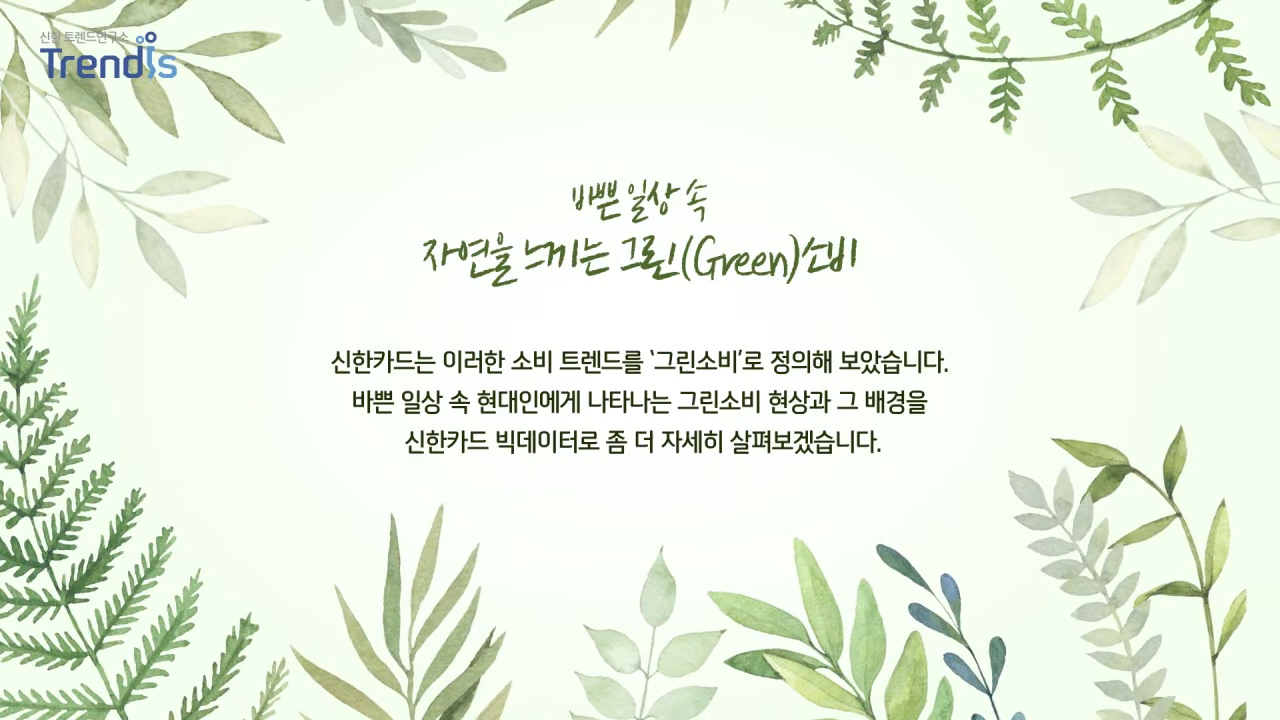 신한 트렌드연구소
Trendis
바쁜 일상 속
자연을 느끼는 그린(Green)소비
신한카드는 이러한 소비 트렌드를 ‘그린소비’로 정의해 보았습니다.
바쁜 일상 속 현대인에게 나타나는 그린소비 현상과 그 배경을
신한카드 빅데이터로 좀 더 자세히 살펴보겠습니다.